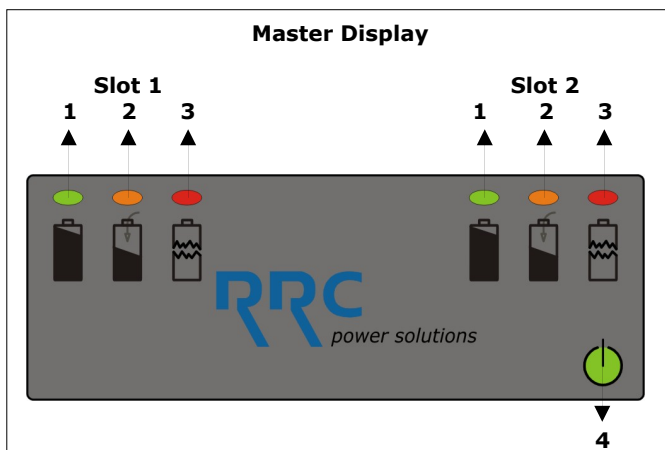 Master Display
Slot 1 Slot 2
1 2 3 1 2 3
RRC
power solutions
4